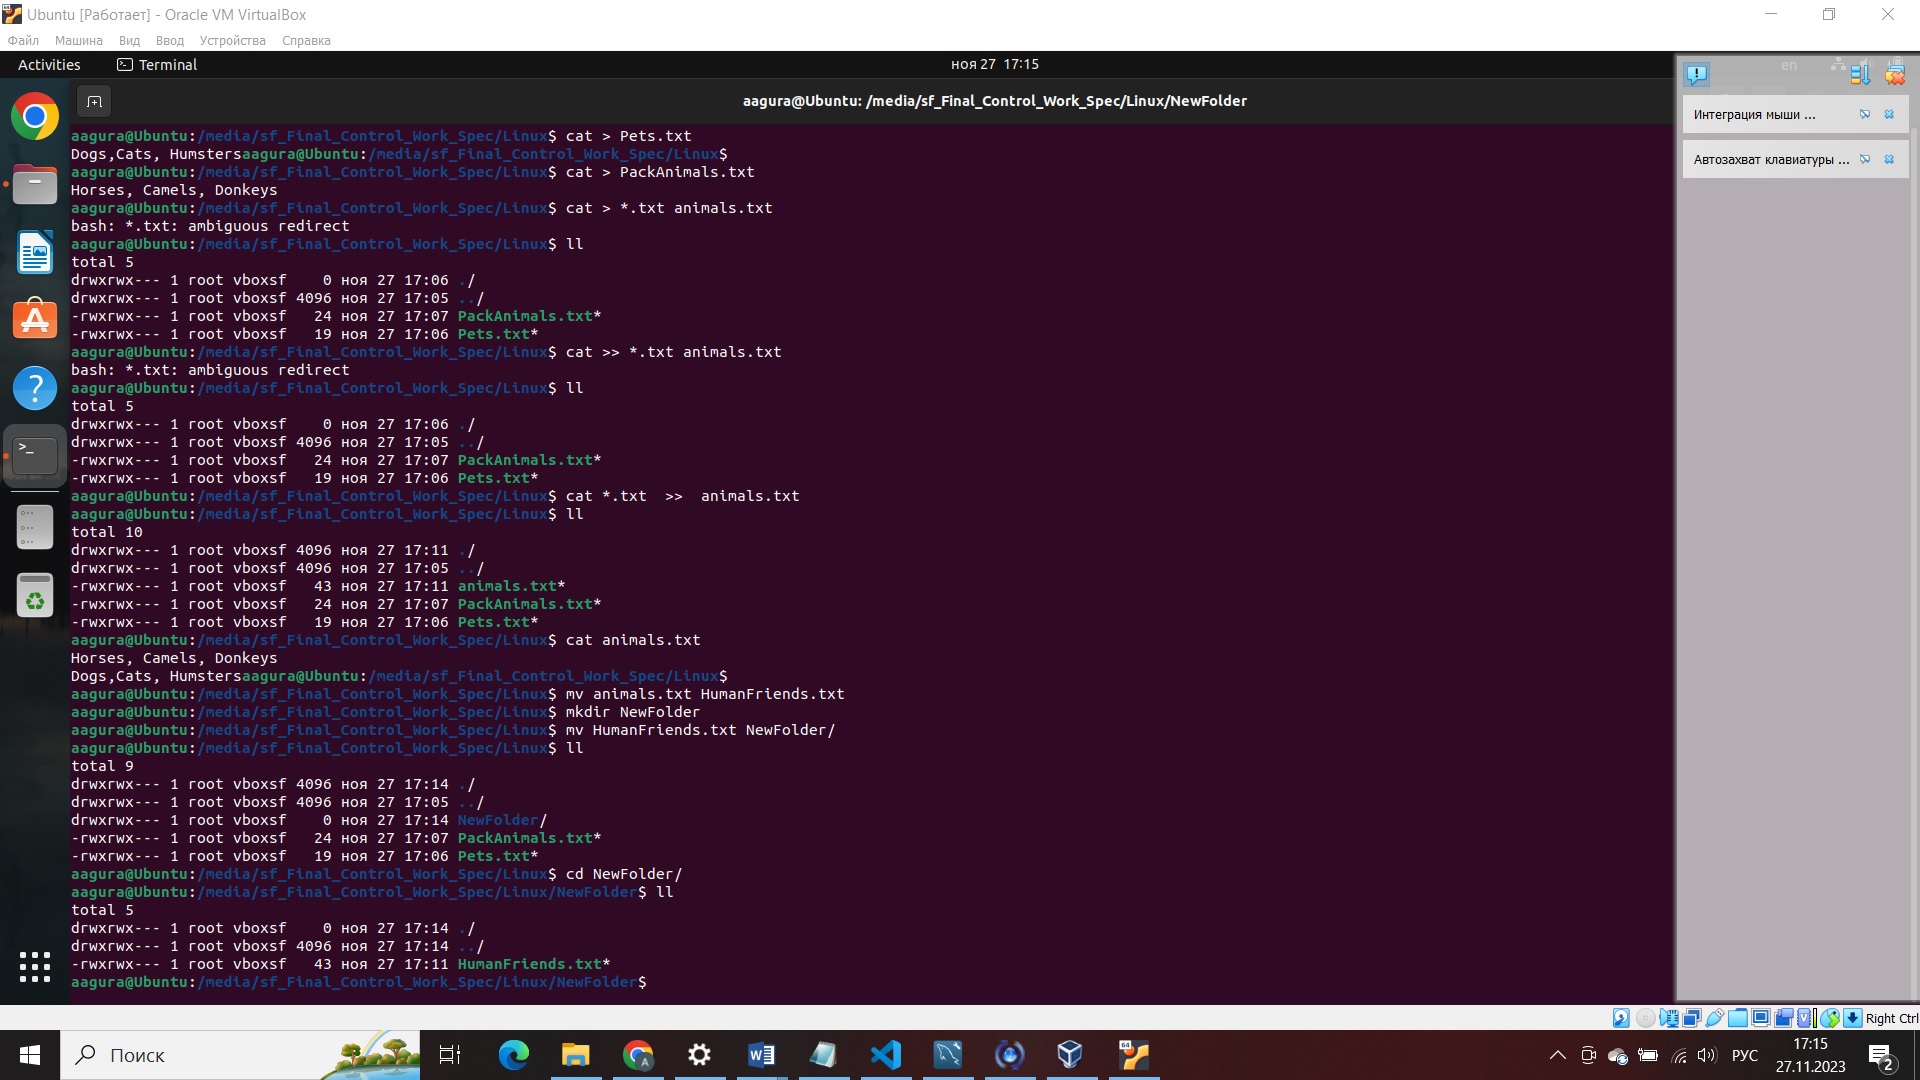 Ubuntu [Работает] - Oracle VM VirtualBox
Файл Машина Вид Ввод Устройства Справка
Activities Terminal ноя 27 17:15 en
aagura@Ubuntu: /media/sf_Final_Control_Work_Spec/Linux/NewFolder
Интеграция мыши ...
Автозахват клавиатуры ...
aagura@Ubuntu:/media/sf_Final_Control_Work_Spec/Linux$ cat > Pets.txt
Dogs,Cats, Humstersaagura@Ubuntu:/media/sf_Final_Control_Work_Spec/Linux$
aagura@Ubuntu:/media/sf_Final_Control_Work_Spec/Linux$ cat > PackAnimals.txt
Horses, Camels, Donkeys
aagura@Ubuntu:/media/sf_Final_Control_Work_Spec/Linux$ cat > *.txt animals.txt
bash: *.txt: ambiguous redirect
aagura@Ubuntu:/media/sf_Final_Control_Work_Spec/Linux$ ll
total 5
drwxrwx--- 1 root vboxsf    0 ноя 27 17:06 ./
drwxrwx--- 1 root vboxsf 4096 ноя 27 17:05 ../
-rwxrwx--- 1 root vboxsf   24 ноя 27 17:07 PackAnimals.txt*
-rwxrwx--- 1 root vboxsf   19 ноя 27 17:06 Pets.txt*
aagura@Ubuntu:/media/sf_Final_Control_Work_Spec/Linux$ cat >> *.txt animals.txt
bash: *.txt: ambiguous redirect
aagura@Ubuntu:/media/sf_Final_Control_Work_Spec/Linux$ ll
total 5
drwxrwx--- 1 root vboxsf    0 ноя 27 17:06 ./
drwxrwx--- 1 root vboxsf 4096 ноя 27 17:05 ../
-rwxrwx--- 1 root vboxsf   24 ноя 27 17:07 PackAnimals.txt*
-rwxrwx--- 1 root vboxsf   19 ноя 27 17:06 Pets.txt*
aagura@Ubuntu:/media/sf_Final_Control_Work_Spec/Linux$ cat *.txt  >>  animals.txt
aagura@Ubuntu:/media/sf_Final_Control_Work_Spec/Linux$ ll
total 10
drwxrwx--- 1 root vboxsf 4096 ноя 27 17:11 ./
drwxrwx--- 1 root vboxsf 4096 ноя 27 17:05 ../
-rwxrwx--- 1 root vboxsf   43 ноя 27 17:11 animals.txt*
-rwxrwx--- 1 root vboxsf   24 ноя 27 17:07 PackAnimals.txt*
-rwxrwx--- 1 root vboxsf   19 ноя 27 17:06 Pets.txt*
aagura@Ubuntu:/media/sf_Final_Control_Work_Spec/Linux$ cat animals.txt
Horses, Camels, Donkeys
Dogs,Cats, Humstersaagura@Ubuntu:/media/sf_Final_Control_Work_Spec/Linux$
aagura@Ubuntu:/media/sf_Final_Control_Work_Spec/Linux$ mv animals.txt HumanFriends.txt
aagura@Ubuntu:/media/sf_Final_Control_Work_Spec/Linux$ mkdir NewFolder
aagura@Ubuntu:/media/sf_Final_Control_Work_Spec/Linux$ mv HumanFriends.txt NewFolder/
aagura@Ubuntu:/media/sf_Final_Control_Work_Spec/Linux$ ll
total 9
drwxrwx--- 1 root vboxsf 4096 ноя 27 17:14 ./
drwxrwx--- 1 root vboxsf 4096 ноя 27 17:05 ../
drwxrwx--- 1 root vboxsf    0 ноя 27 17:14 NewFolder/
-rwxrwx--- 1 root vboxsf   24 ноя 27 17:07 PackAnimals.txt*
-rwxrwx--- 1 root vboxsf   19 ноя 27 17:06 Pets.txt*
aagura@Ubuntu:/media/sf_Final_Control_Work_Spec/Linux$ cd NewFolder/
aagura@Ubuntu:/media/sf_Final_Control_Work_Spec/Linux/NewFolder$ ll
total 5
drwxrwx--- 1 root vboxsf    0 ноя 27 17:14 ./
drwxrwx--- 1 root vboxsf 4096 ноя 27 17:14 ../
-rwxrwx--- 1 root vboxsf   43 ноя 27 17:11 HumanFriends.txt*
aagura@Ubuntu:/media/sf_Final_Control_Work_Spec/Linux/NewFolder$
Right Ctrl
Поиск
РУС
17:15
27.11.2023
2